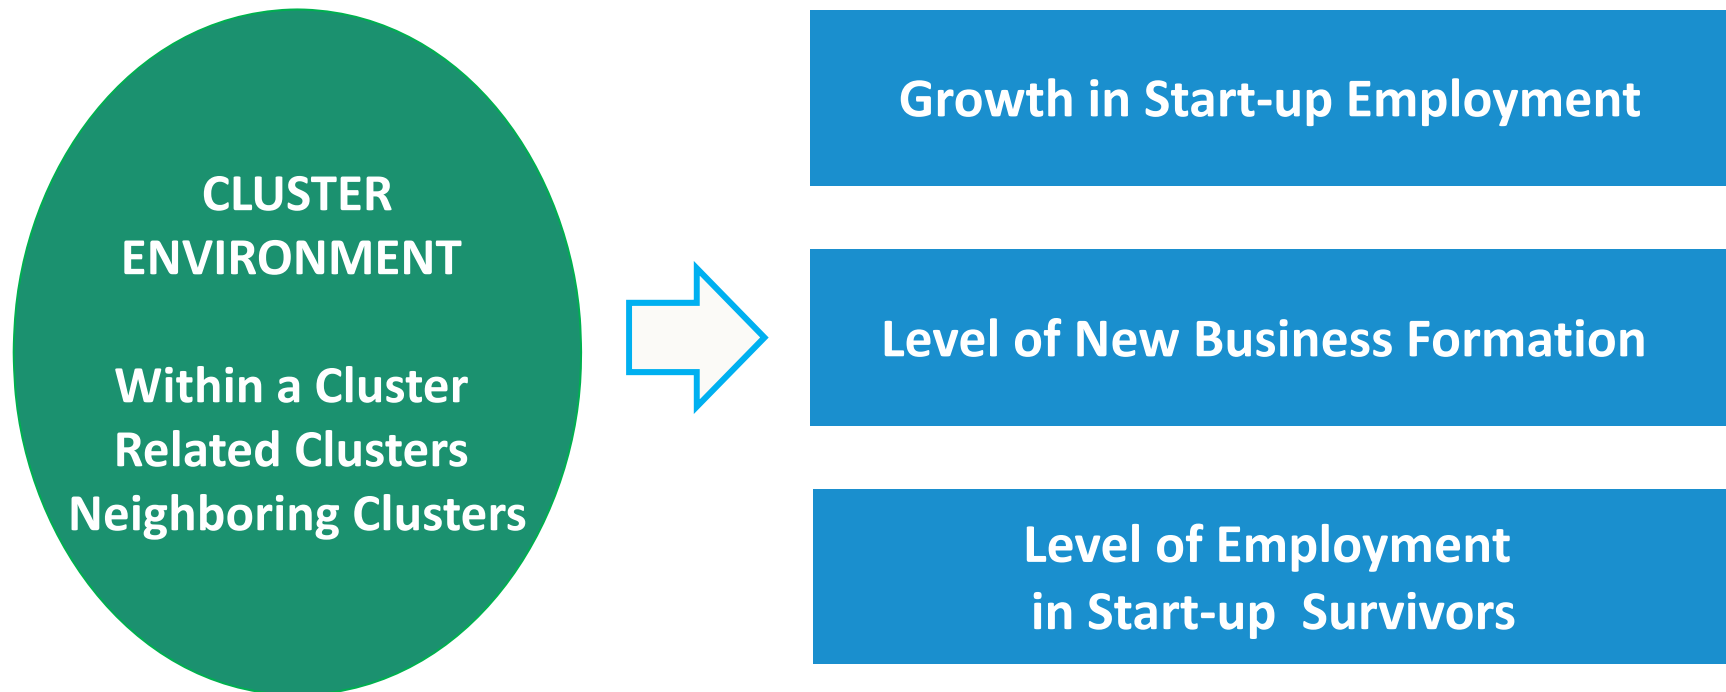 CLUSTER
ENVIRONMENT
Within a Cluster
Related Clusters
Neighboring Clusters
Growth in Start-up Employment
Level of New Business Formation
Level of Employment
in Start-up  Survivors